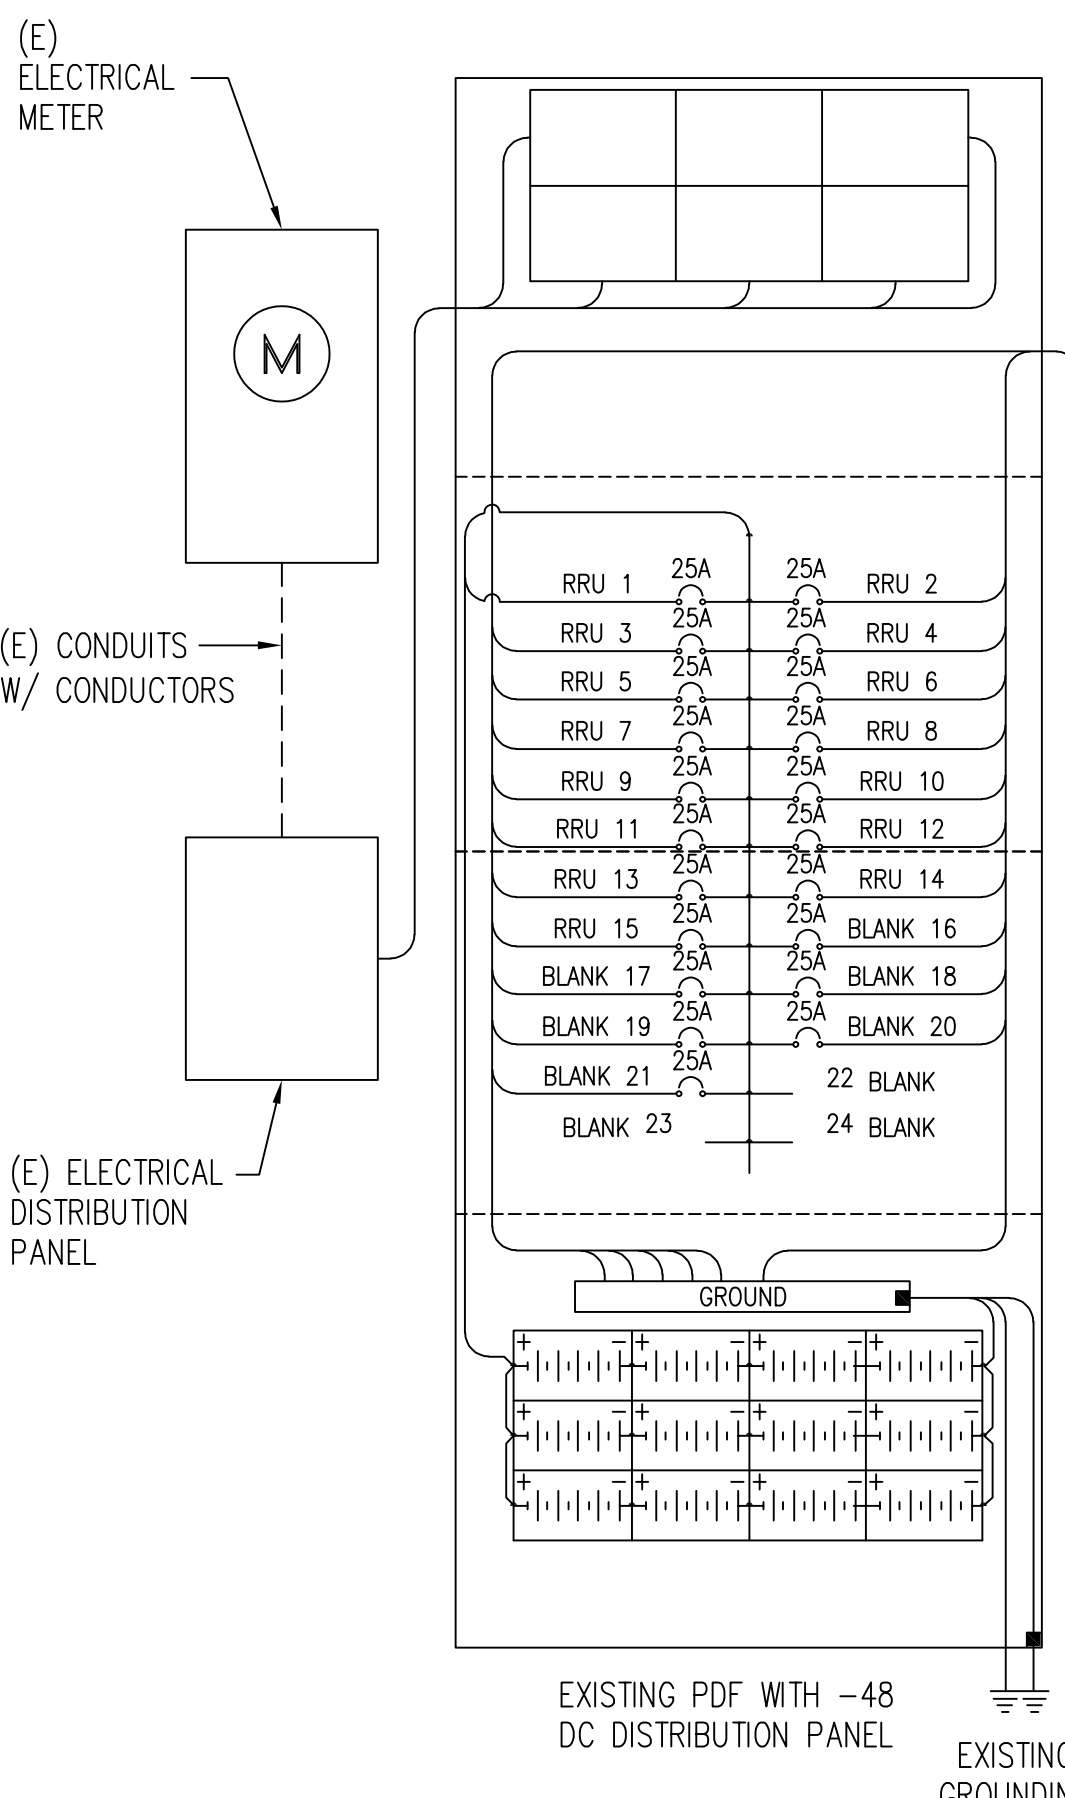 (E)
ELECTRICAL
METER
M
25A 25A
RRU 1 RRU 2
25A 25A
RRU 3 RRU 4
25A 25A
RRU 5 RRU 6
25A 25A
RRU 7 RRU 8
25A 25A
RRU 9 RRU 10
25A 25A
RRU 11 RRU 12
25A 25A
RRU 13 RRU 14
25A 25A
RRU 15 BLANK 16
25A 25A
BLANK 17 BLANK 18
25A 25A
BLANK 19 BLANK 20
25A
BLANK 21 22 BLANK
BLANK 23 24 BLANK
(E) CONDUITS
W/ CONDUCTORS
(E) ELECTRICAL
DISTRIBUTION
PANEL
GROUND
+ − + − + − + −
+ − + − + − + −
+ − + − + − + −
EXISTING PDF WITH −48
DC DISTRIBUTION PANEL
EXISTING